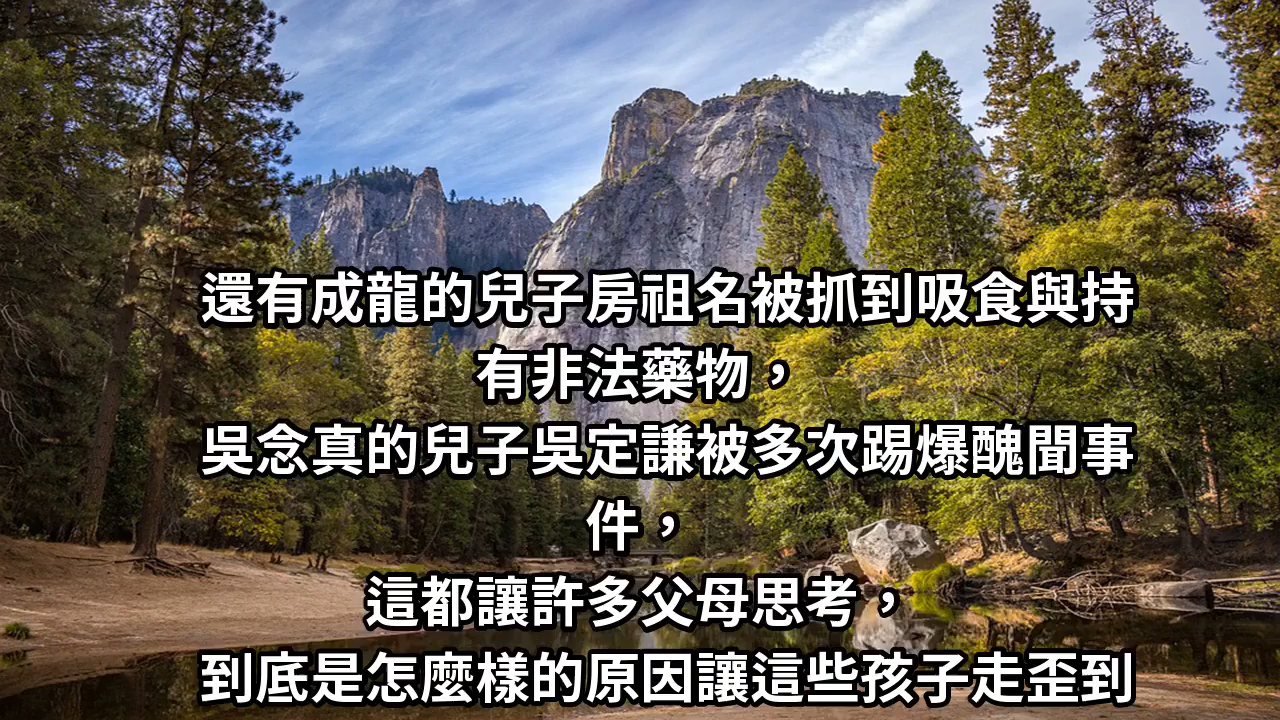 還有成龍的兒子房祖名被抓到吸食與持
有非法藥物，
吳念真的兒子吳定謙被多次踢爆醜聞事
件，
這都讓許多父母思考，
到底是怎麼樣的原因讓這些孩子走歪到